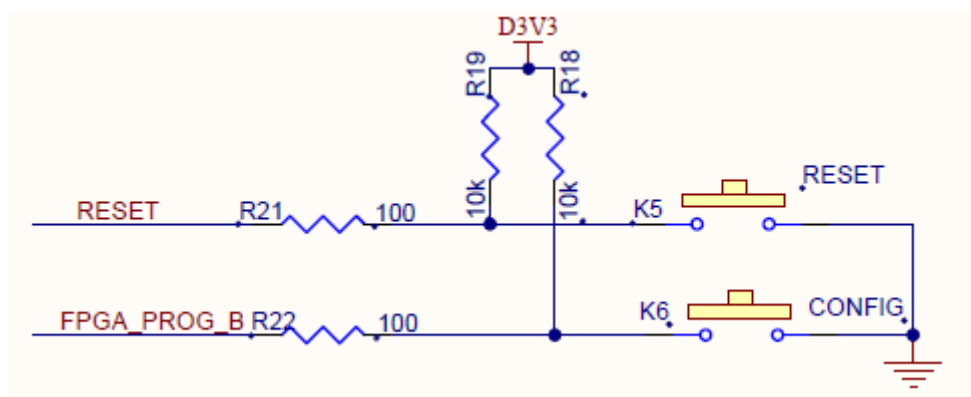 D3V3
R19
R18
10k
10k
RESET
R21
100
K5
RESET
FPGA_PROG_B
R22
100
K6
CONFIG